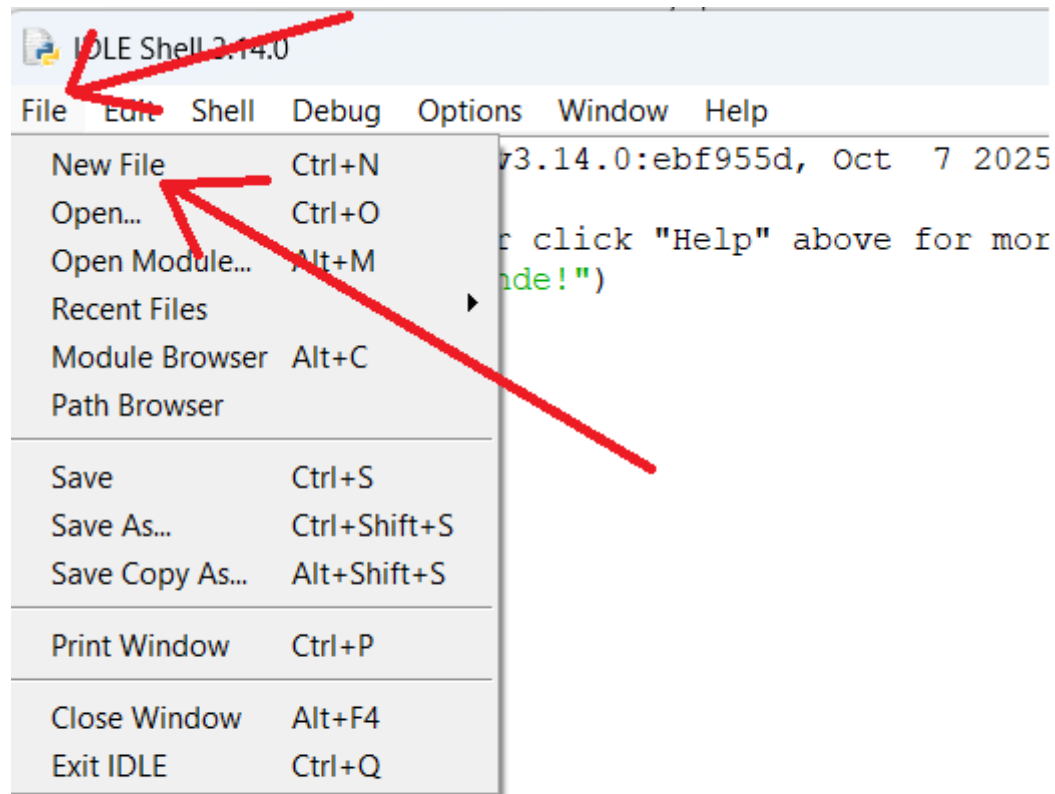 IDLE Shell 3.14.0
File Edit Shell Debug Options Window Help
v3.14.0:ebf955d, Oct 7 2025
click "Help" above for mor
nde!")
New File Ctrl+N
Open... Ctrl+O
Open Module... Alt+M
Recent Files
Module Browser Alt+C
Path Browser
Save Ctrl+S
Save As... Ctrl+Shift+S
Save Copy As... Alt+Shift+S
Print Window Ctrl+P
Close Window Alt+F4
Exit IDLE Ctrl+Q